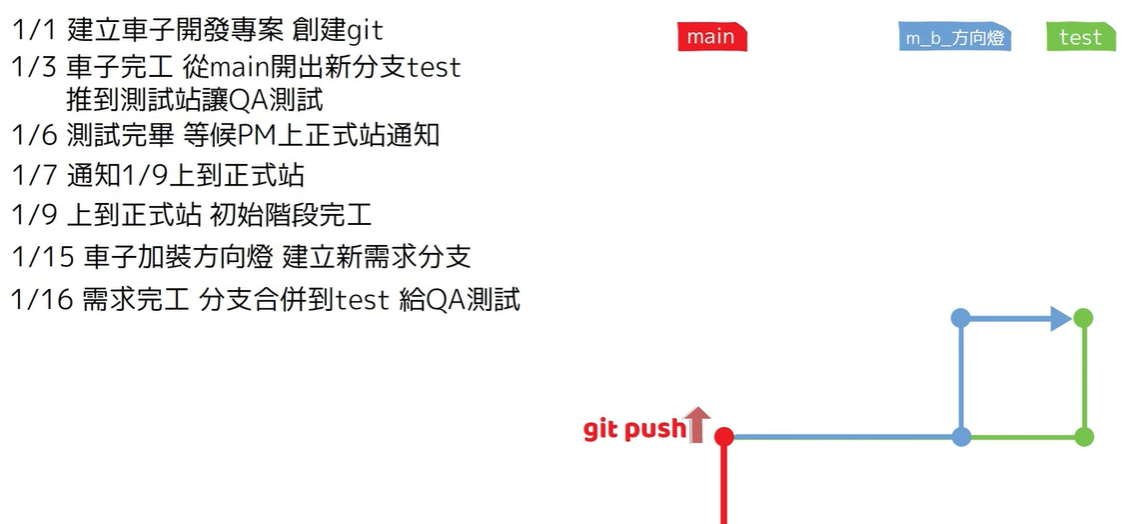 1/1 建立車子開發專案 創建git
1/3 車子完工 從main開出新分支test
推到測試站讓QA測試
1/6 測試完畢 等候PM上正式站通知
1/7 通知1/9上到正式站
1/9 上到正式站 初始階段完工
1/15 車子加裝方向燈 建立新需求分支
1/16 需求完工 分支合併到test 給QA測試
main
m_b_方向燈
test
git push